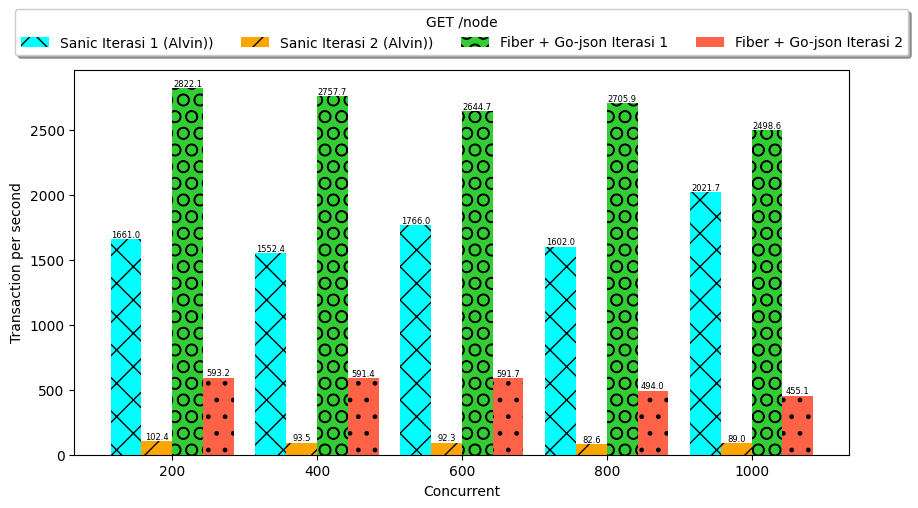 GET /node
Sanic Iterasi 1 (Alvin)) Sanic Iterasi 2 (Alvin)) Fiber + Go-json Iterasi 1 Fiber + Go-json Iterasi 2
Transaction per second
2500
2000
1500
1000
500
0
1661.0 102.4 2822.1 593.2
1552.4 93.5 2757.7 591.4
1766.0 92.3 2644.7 591.7
1602.0 82.6 2705.9 494.0
2021.7 89.0 2498.6 455.1
200 400 600 800 1000
Concurrent